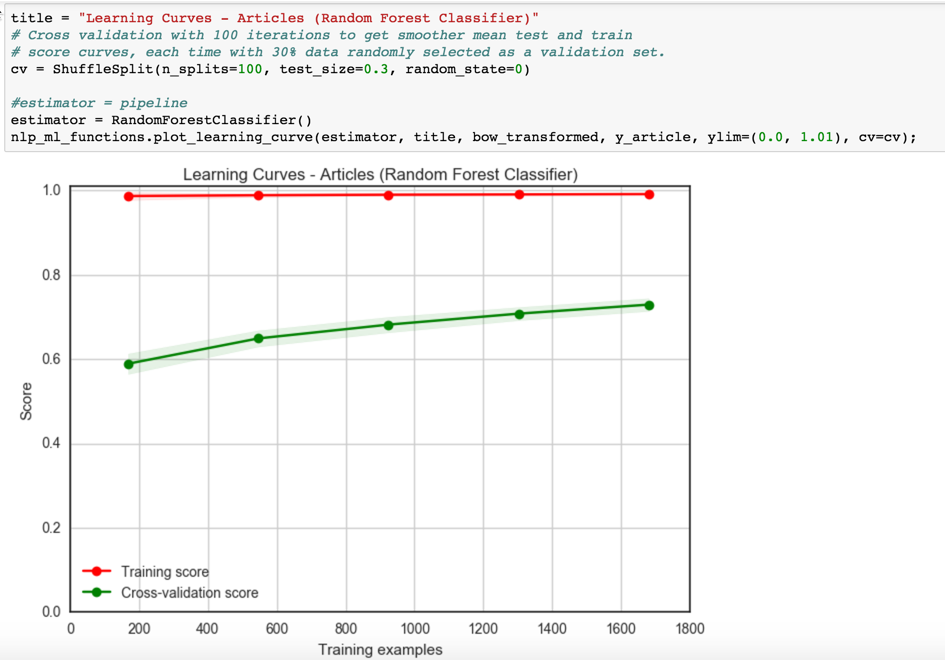 title = "Learning Curves - Articles (Random Forest Classifier)"
# Cross validation with 100 iterations to get smoother mean test and train
# score curves, each time with 30% data randomly selected as a validation set.
cv = ShuffleSplit(n_splits=100, test_size=0.3, random_state=0)
#estimator = pipeline
estimator = RandomForestClassifier()
nlp_ml_functions.plot_learning_curve(estimator, title, bow_transformed, y_article, ylim=(0.0, 1.01), cv=cv);
Learning Curves - Articles (Random Forest Classifier)
1.0
0.8
0.6
0.4
0.2
0.0
Score
Training score
Cross-validation score
0 200 400 600 800 1000 1200 1400 1600 1800
Training examples